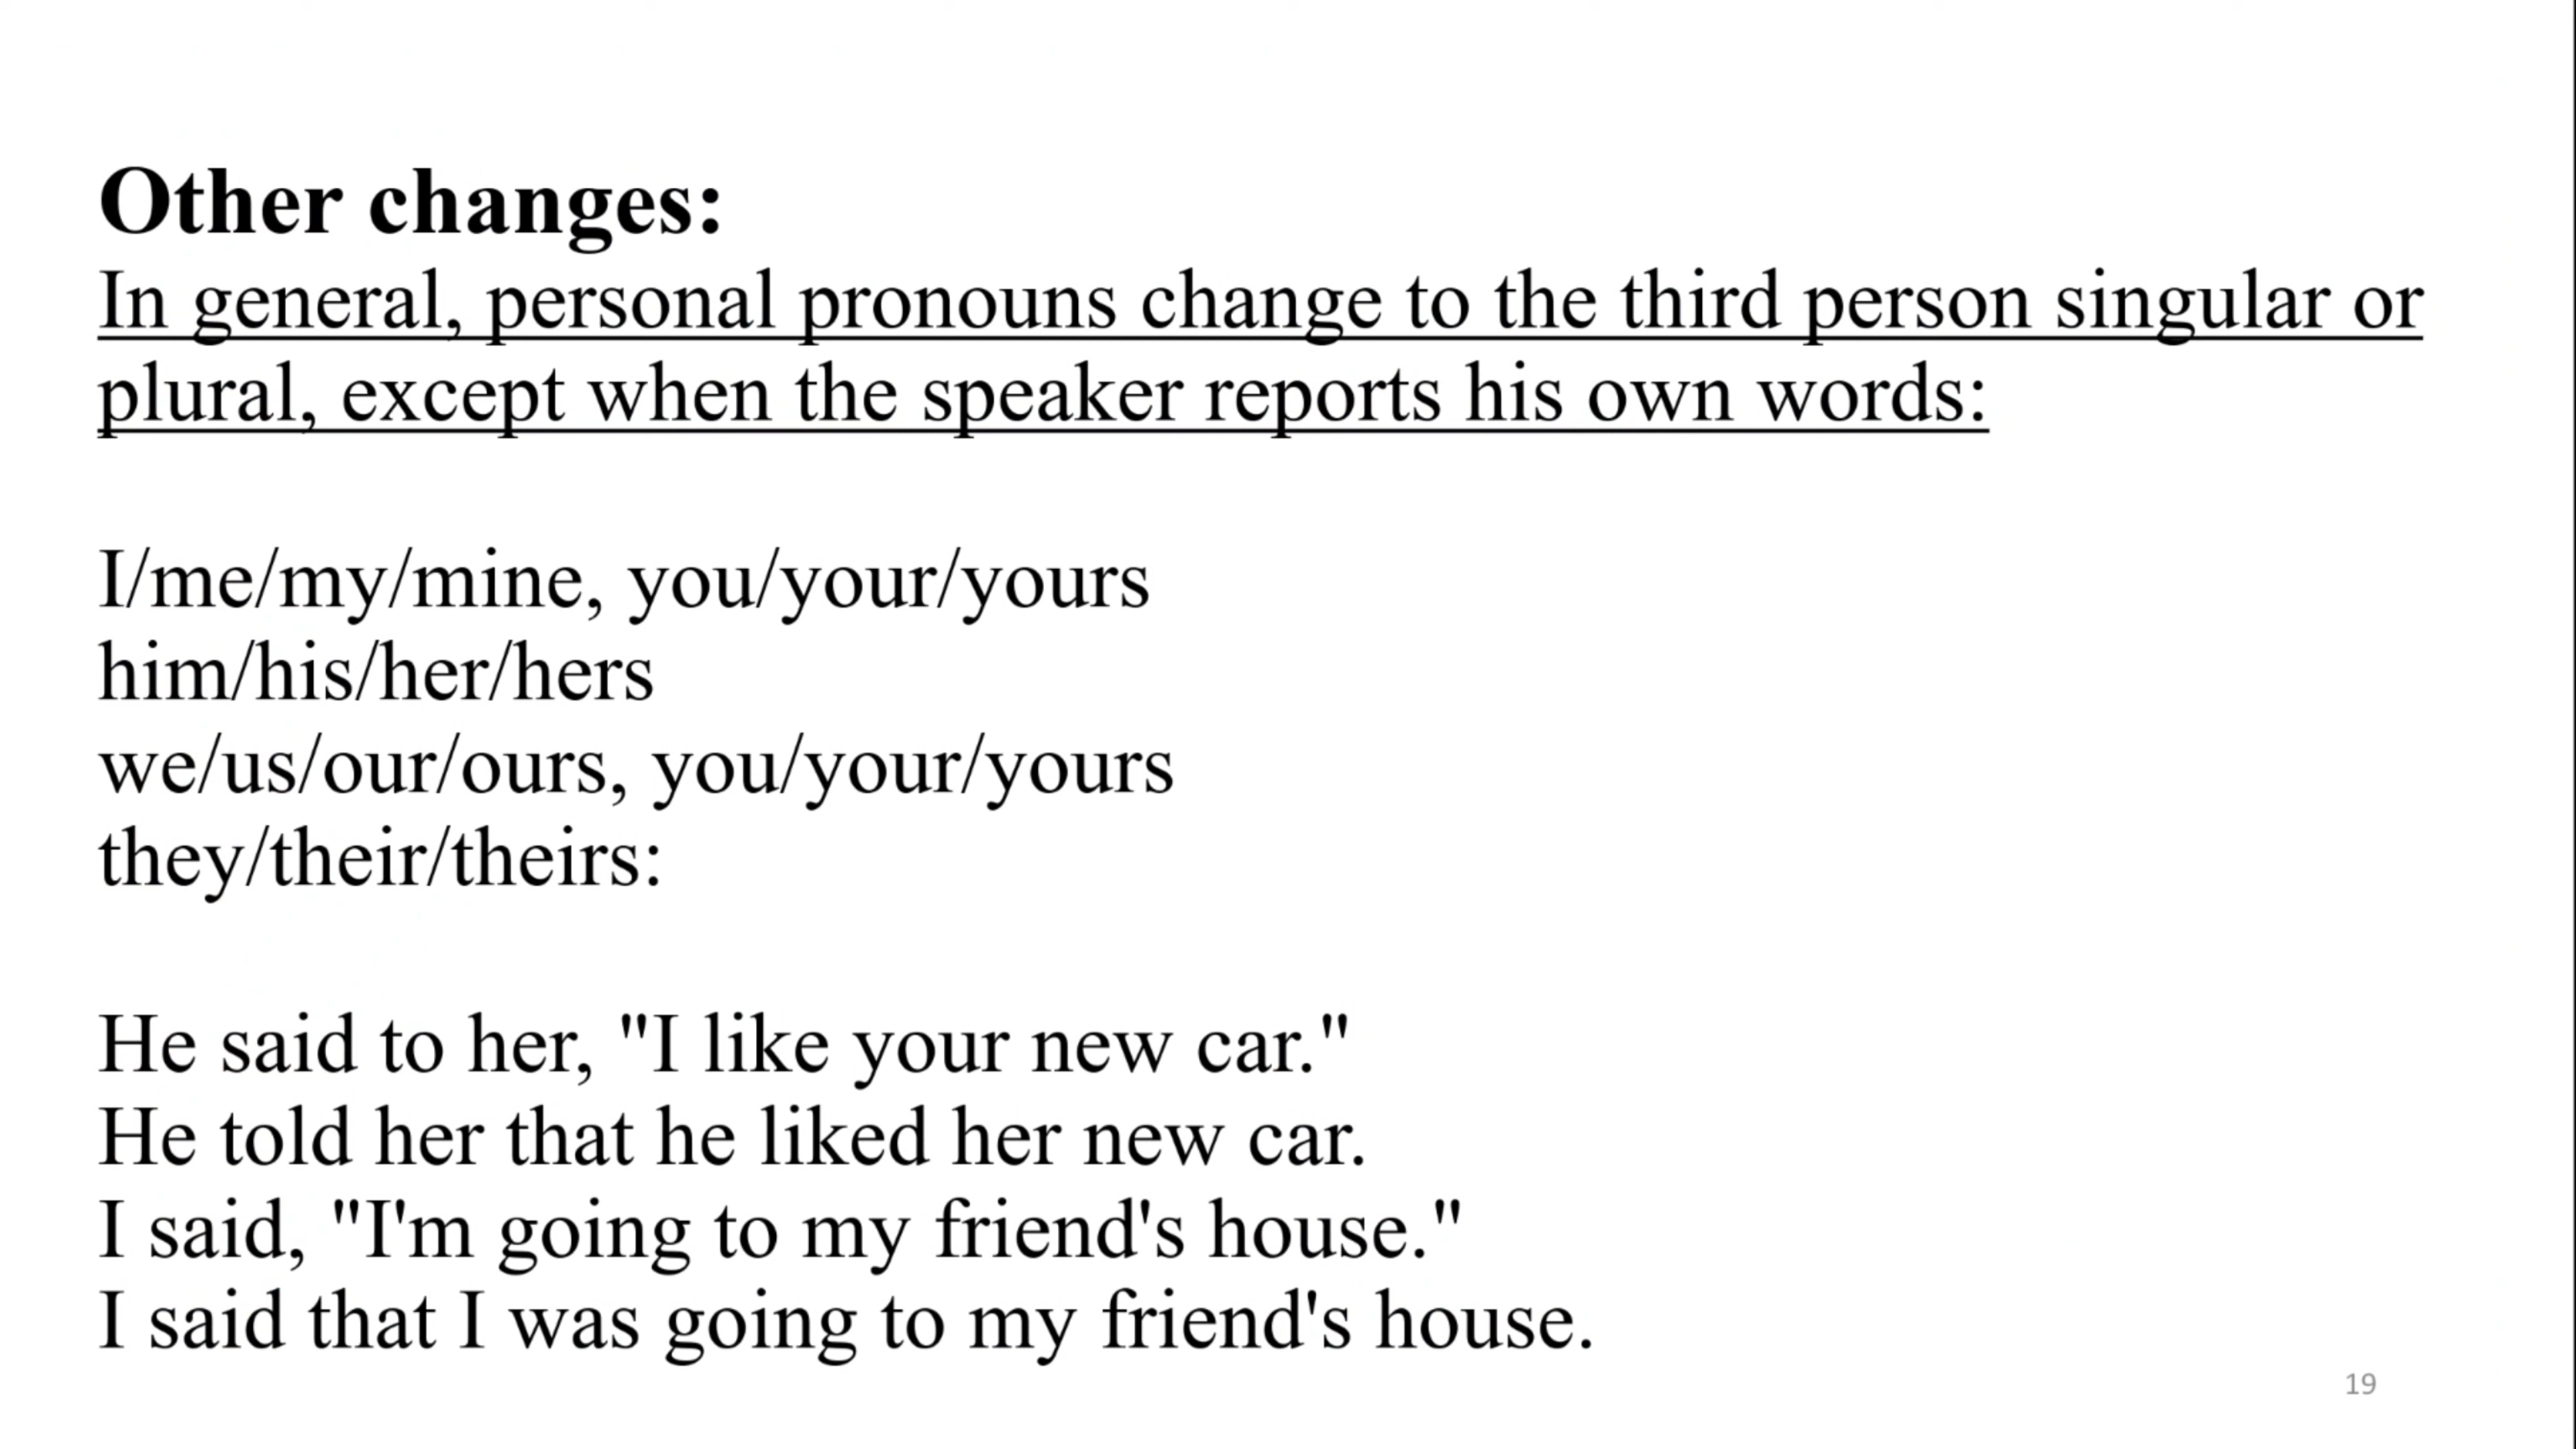 Other changes:
In general, personal pronouns change to the third person singular or
plural, except when the speaker reports his own words:
I/me/my/mine, you/your/yours
him/his/her/hers
we/us/our/ours, you/your/yours
they/their/theirs:
He said to her, "I like your new car."
He told her that he liked her new car.
I said, "I'm going to my friend's house."
I said that I was going to my friend's house.
19